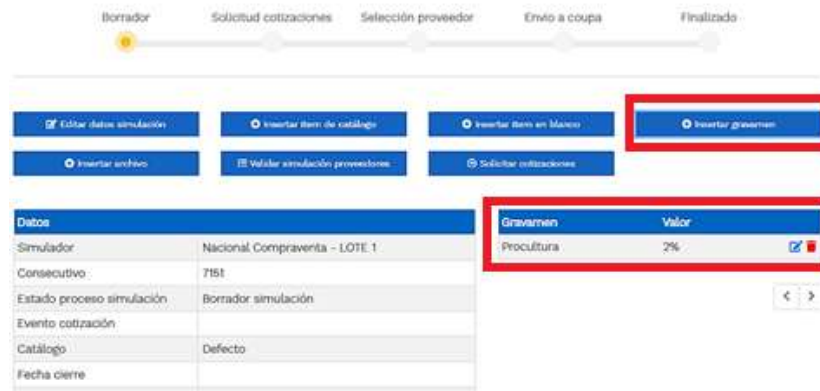 Borrador Solicitud cotizaciones Selección proveedor Envio a coupa Finalizado
Editar datos simulación Insertar item de catálogo Insertar item en blanco Insertar gravamen
Insertar archivo Validar simulación proveedores Solicitar cotizaciones
Datos Gravamen Valor
Simulador Nacional Compraventa - LOTE 1 Procultura 2%
Consecutivo 7151
Estado proceso simulación Borrador simulación
Evento cotización
Catálogo Defecto
Fecha cierre